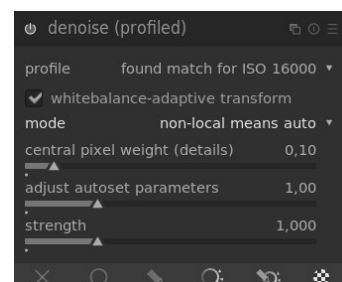 denoise (profiled)
profile found match for ISO 16000
whitebalance-adaptive transform
mode non-local means auto
central pixel weight (details) 0,10
adjust autoset parameters 1,00
strength 1,000